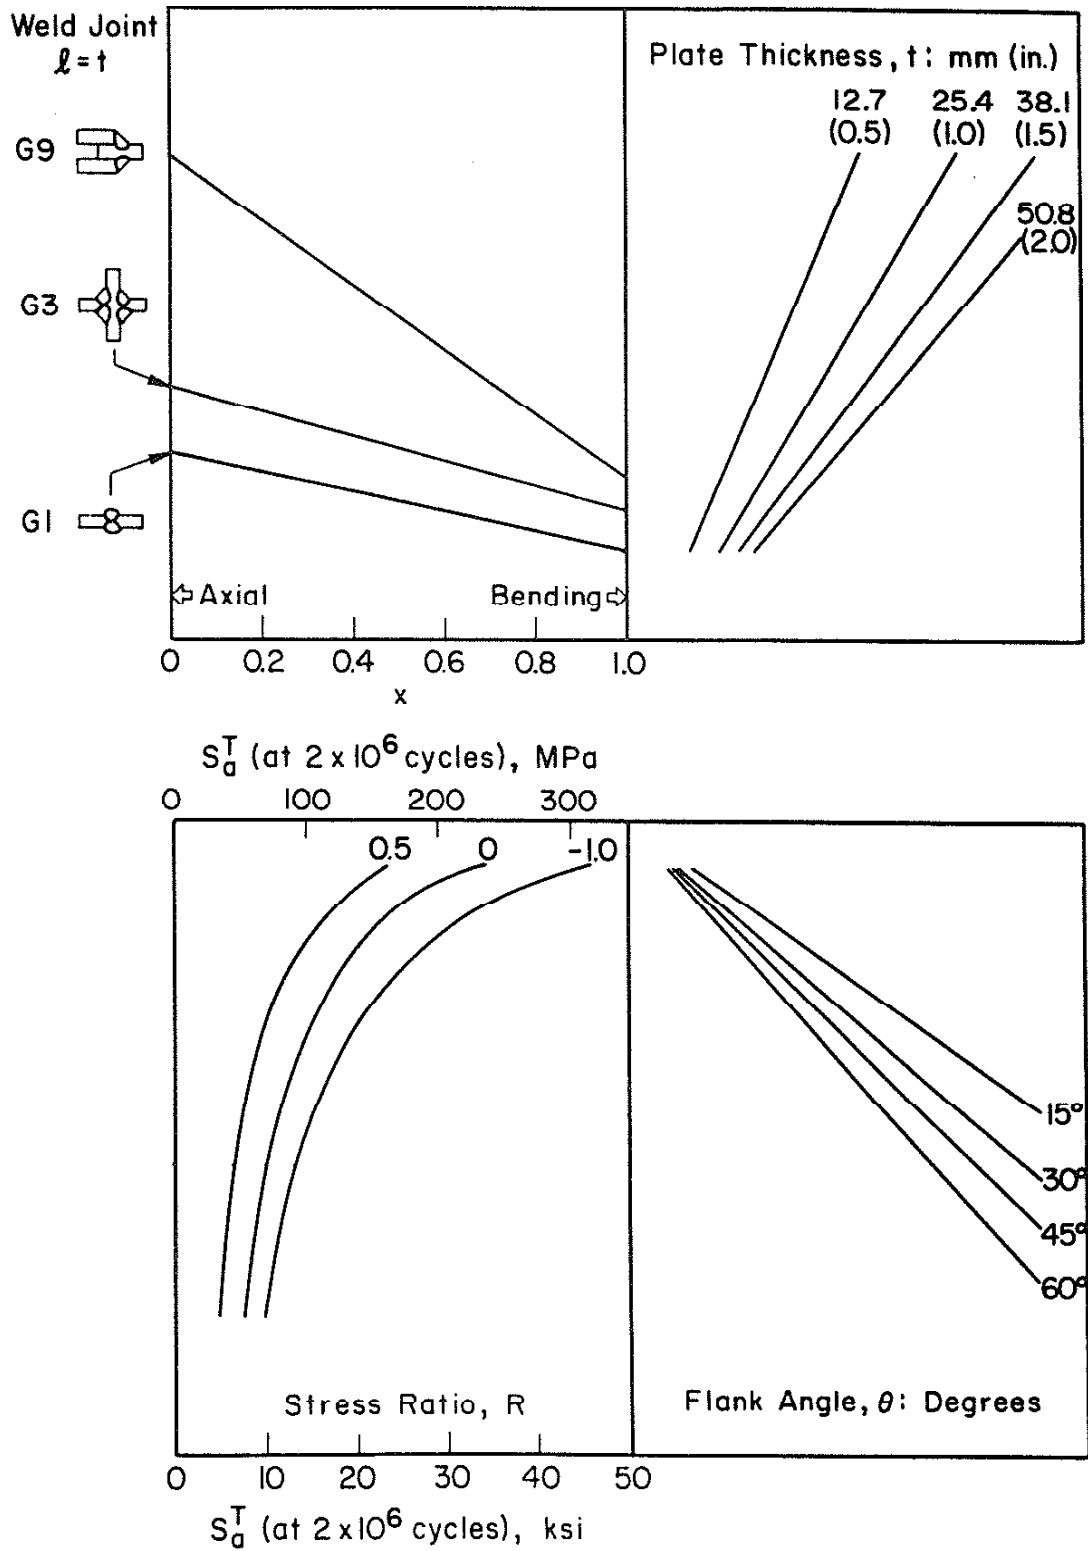 Weld Joint
ℓ = t
G9
G3
G1
⇦Axial
Bending⇨
0 0.2 0.4 0.6 0.8 1.0
x
Plate Thickness, t: mm (in.)
12.7 25.4 38.1
(0.5) (1.0) (1.5)
50.8
(2.0)
S_a^T (at 2 x 10^6 cycles), MPa
0 100 200 300
0.5 0 -1.0
Stress Ratio, R
0 10 20 30 40 50
S_a^T (at 2 x 10^6 cycles), ksi
15°
30°
45°
60°
Flank Angle, θ: Degrees